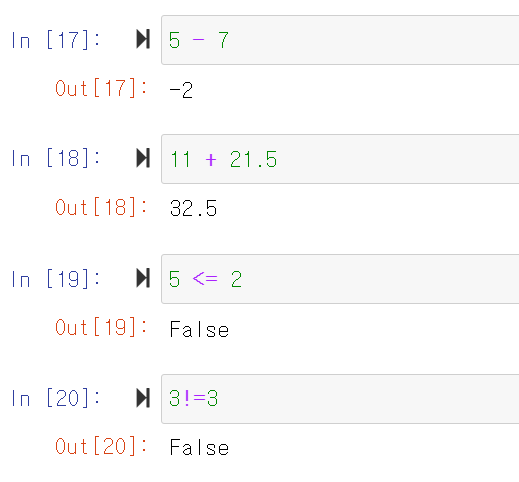 In [17]: 5 - 7
Out[17]: -2
In [18]: 11 + 21.5
Out[18]: 32.5
In [19]: 5 <= 2
Out[19]: False
In [20]: 3!=3
Out[20]: False